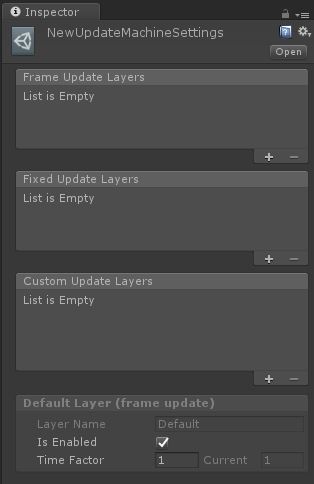 Inspector
NewUpdateMachineSettings
Open
Frame Update Layers
List is Empty
Fixed Update Layers
List is Empty
Custom Update Layers
List is Empty
Default Layer (frame update)
Layer Name Default
Is Enabled
Time Factor 1 Current 1